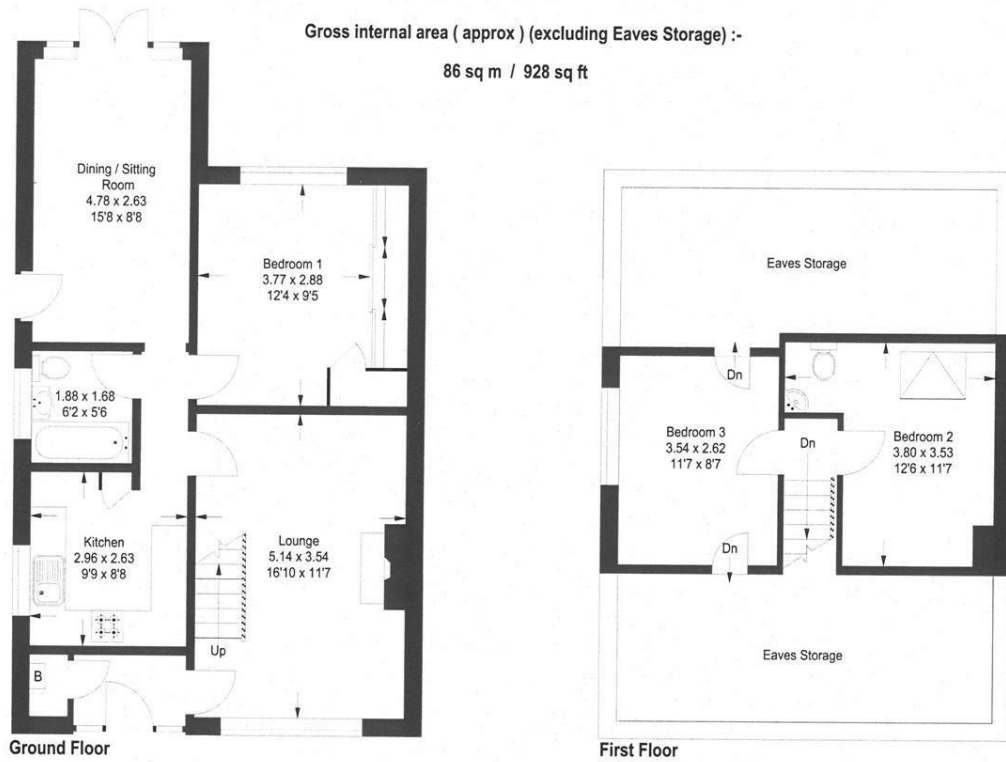 Gross internal area ( approx ) (excluding Eaves Storage) :-
86 sq m / 928 sq ft
Dining / Sitting
Room
4.78 x 2.63
15'8 x 8'8
Bedroom 1
3.77 x 2.88
12'4 x 9'5
1.88 x 1.68
6'2 x 5'6
Kitchen
2.96 x 2.63
9'9 x 8'8
Lounge
5.14 x 3.54
16'10 x 11'7
Up
B
Ground Floor
Eaves Storage
Dn
Bedroom 3
3.54 x 2.62
11'7 x 8'7
Dn
Bedroom 2
3.80 x 3.53
12'6 x 11'7
Dn
Eaves Storage
First Floor